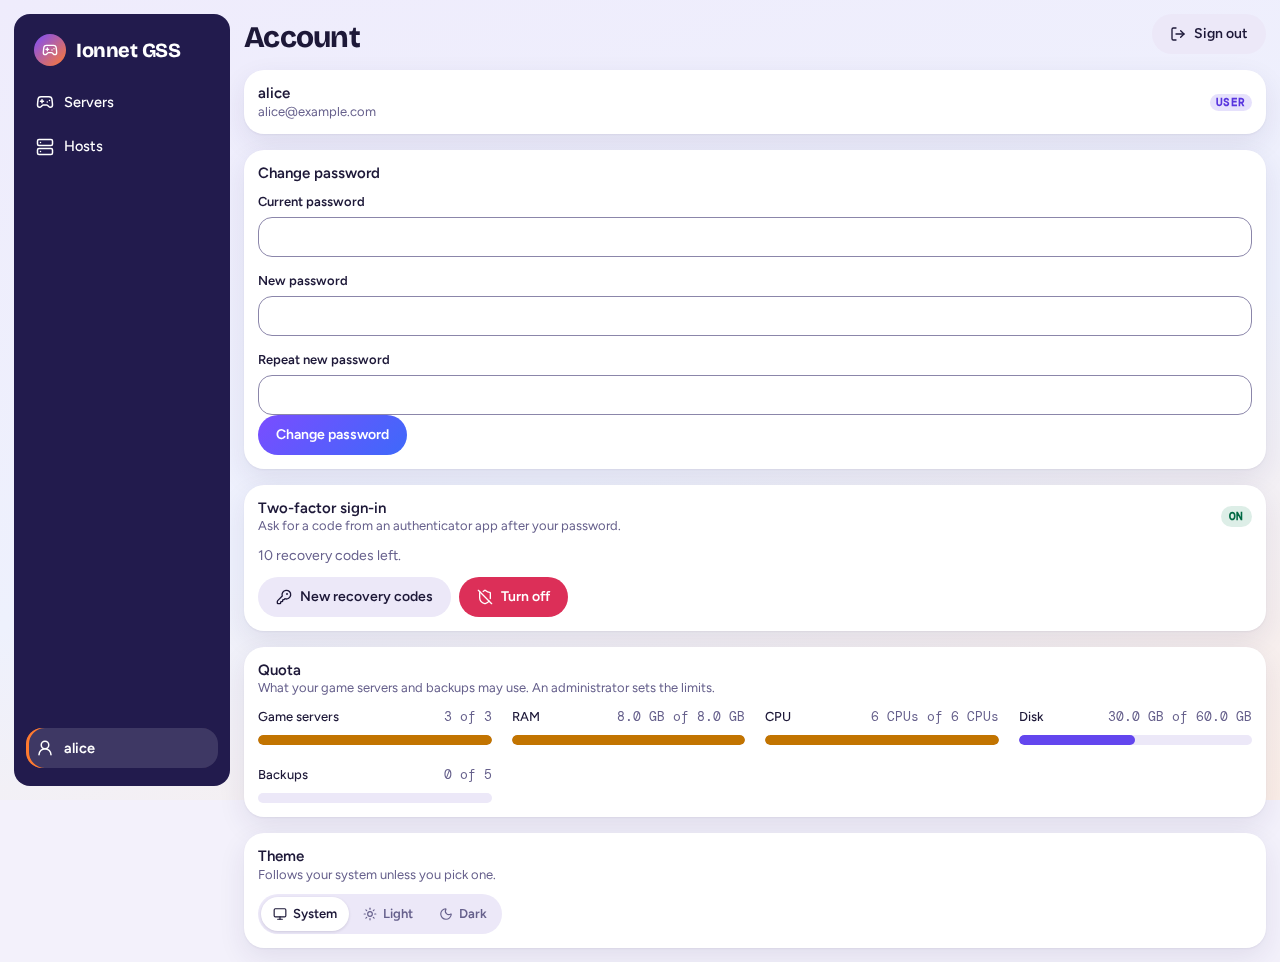 Ionnet GSS
Servers
Hosts
alice
Account
Sign out
alice
alice@example.com
USER
Change password
Current password
New password
Repeat new password
Change password
Two-factor sign-in
Ask for a code from an authenticator app after your password.
ON
10 recovery codes left.
New recovery codes
Turn off
Quota
What your game servers and backups may use. An administrator sets the limits.
Game servers 3 of 3
RAM 8.0 GB of 8.0 GB
CPU 6 CPUs of 6 CPUs
Disk 30.0 GB of 60.0 GB
Backups 0 of 5
Theme
Follows your system unless you pick one.
System
Light
Dark